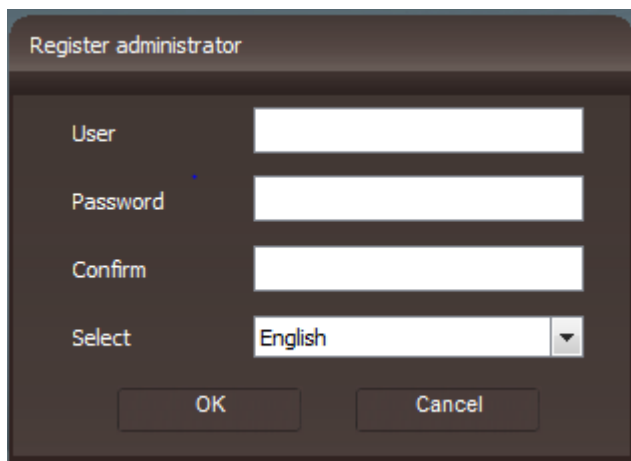 Register administrator
User
Password
Confirm
Select English
OK Cancel